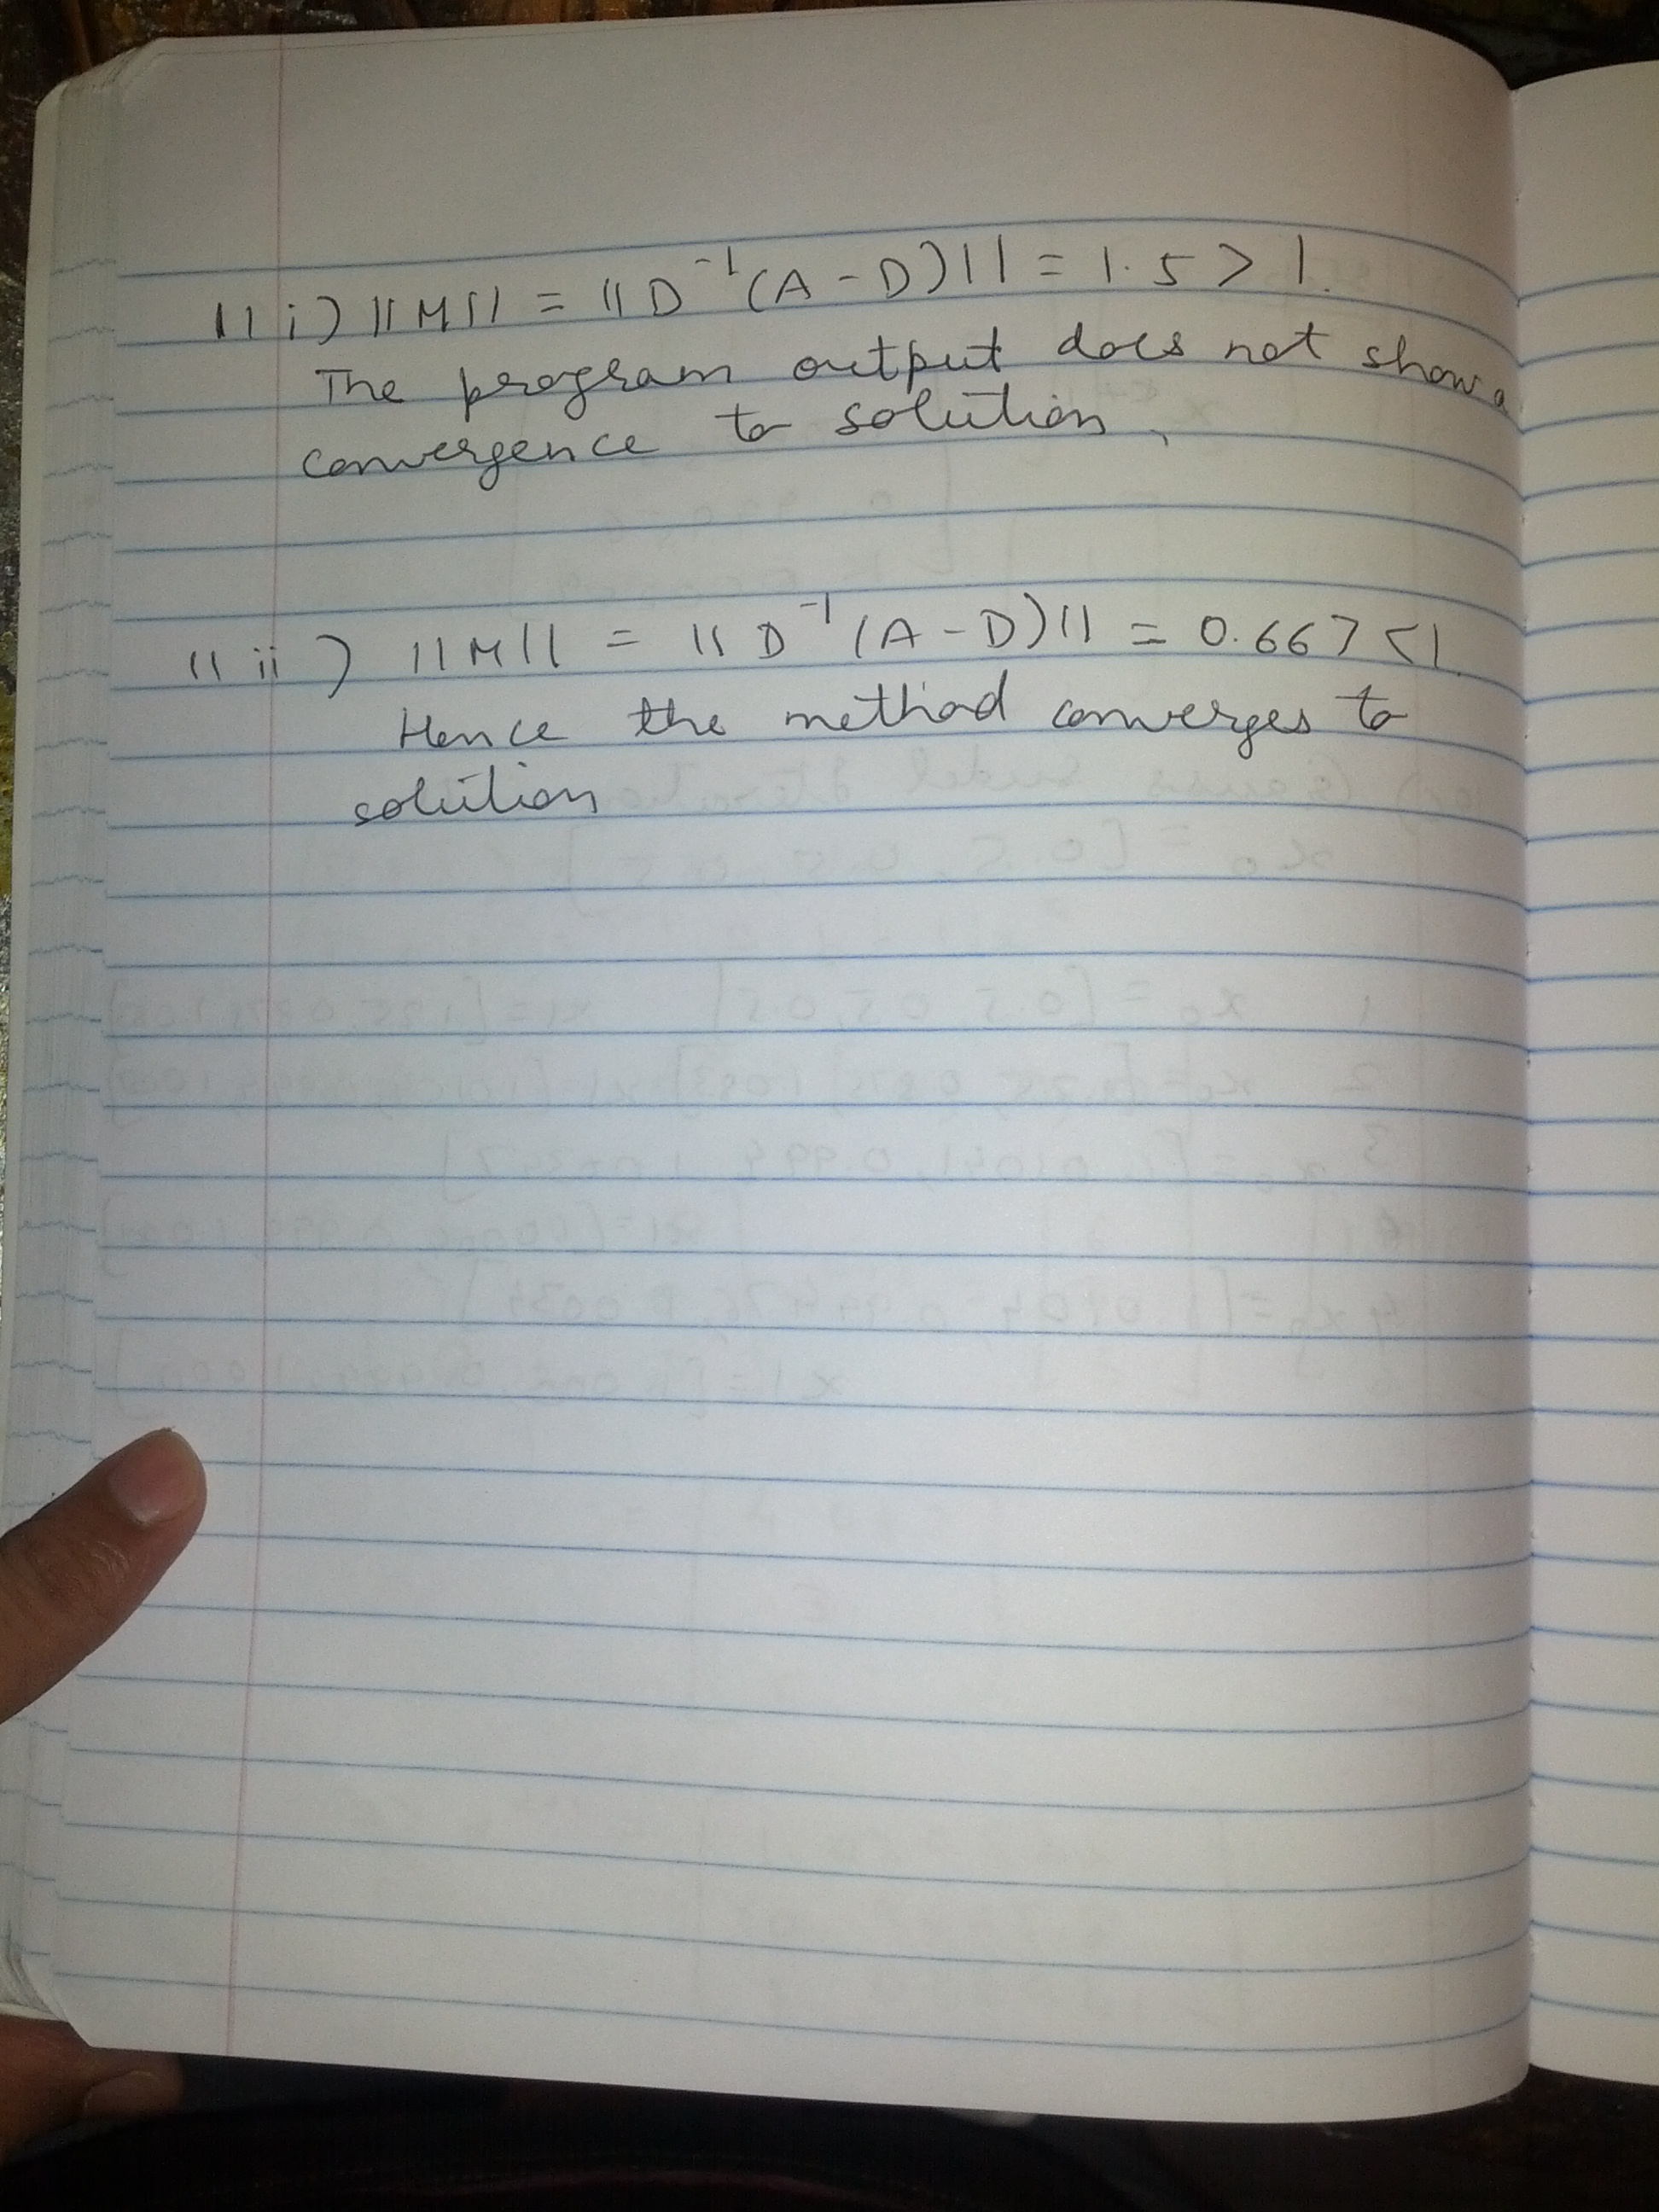 11 i) ||M|| = ||D⁻¹(A - D)|| = 1.5 > 1.
The program output does not show a
convergence to solution.
11 ii) ||M|| = ||D⁻¹(A - D)|| = 0.667 < 1
Hence the method converges to
solution